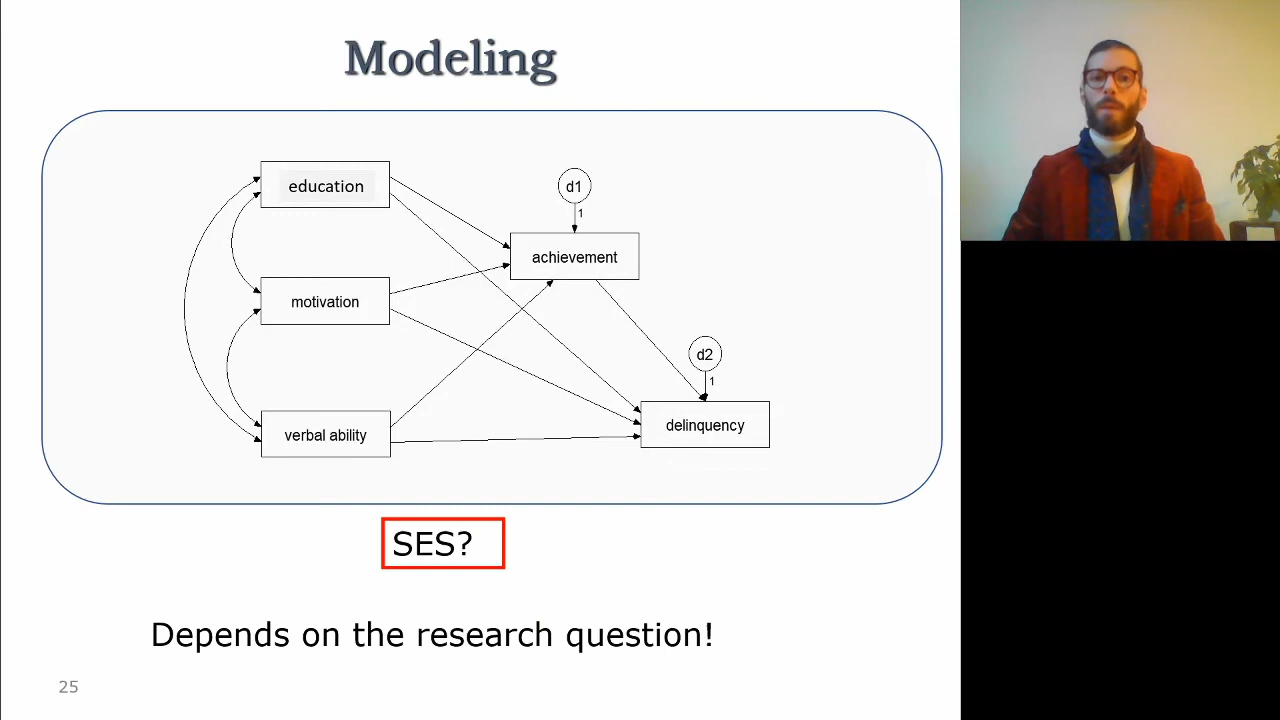 Modeling
education
d1
1
achievement
motivation
d2
1
delinquency
verbal ability
SES?
Depends on the research question!
25